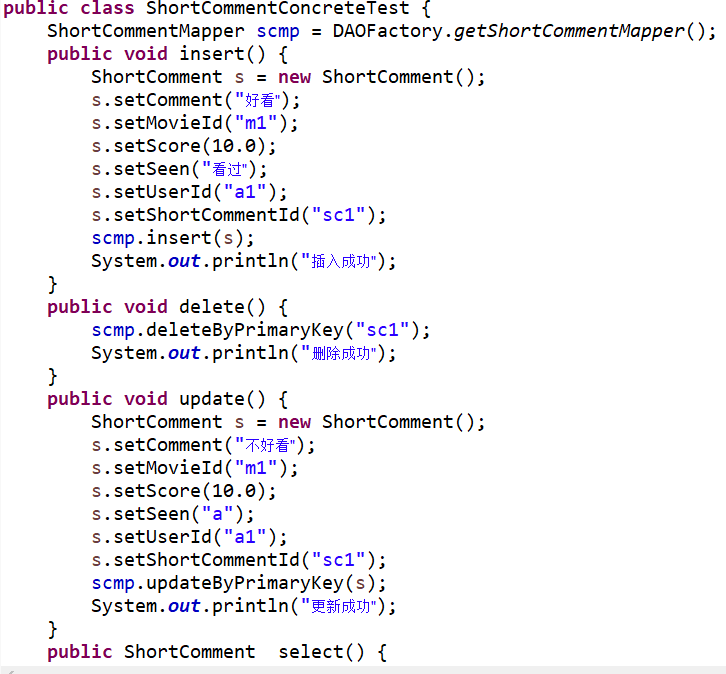 public class ShortCommentConcreteTest {
    ShortCommentMapper scmp = DAOFactory.getShortCommentMapper();
    public void insert() {
        ShortComment s = new ShortComment();
        s.setComment("好看");
        s.setMovieId("m1");
        s.setScore(10.0);
        s.setSeen("看过");
        s.setUserId("a1");
        s.setShortCommentId("sc1");
        scmp.insert(s);
        System.out.println("插入成功");
    }
    public void delete() {
        scmp.deleteByPrimaryKey("sc1");
        System.out.println("删除成功");
    }
    public void update() {
        ShortComment s = new ShortComment();
        s.setComment("不好看");
        s.setMovieId("m1");
        s.setScore(10.0);
        s.setSeen("a");
        s.setUserId("a1");
        s.setShortCommentId("sc1");
        scmp.updateByPrimaryKey(s);
        System.out.println("更新成功");
    }
    public ShortComment  select() {